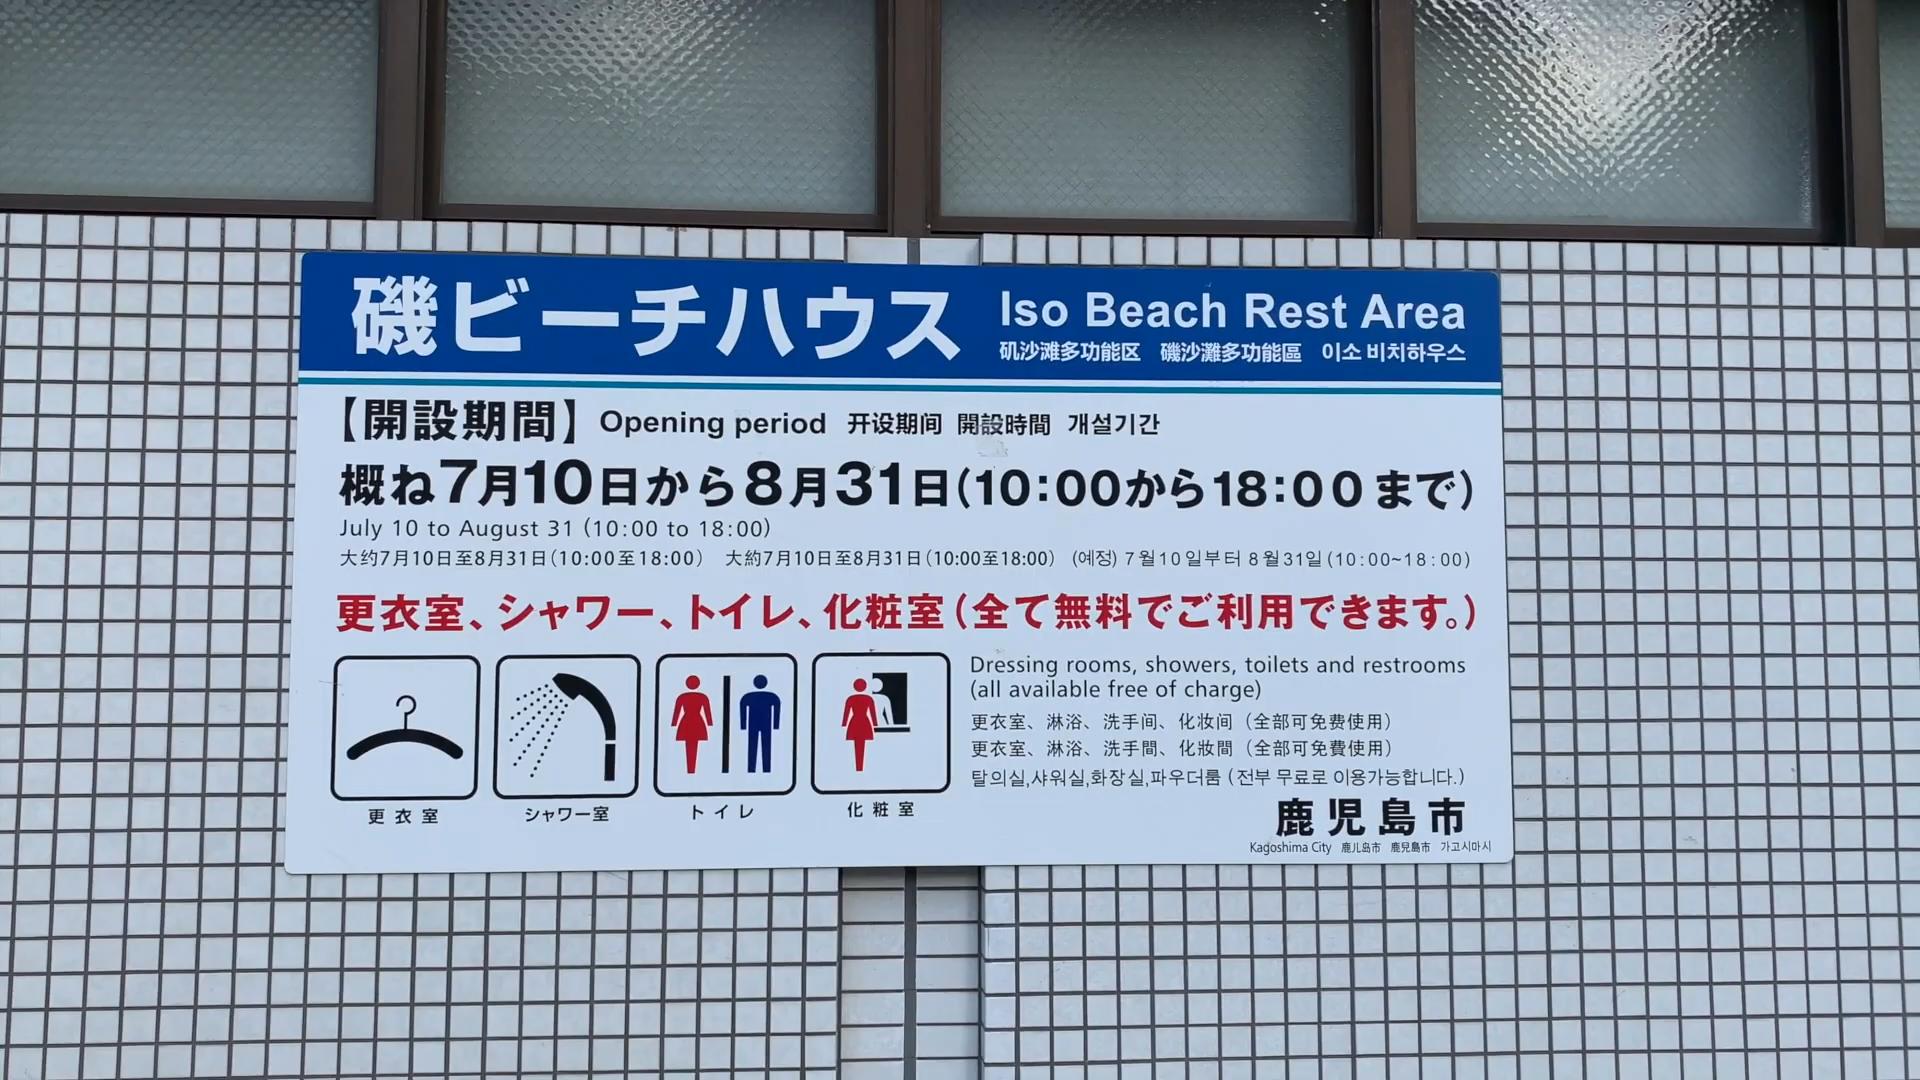 磯ビーチハウス Iso Beach Rest Area
矶沙滩多功能区 磯沙灘多功能區 이소 비치하우스
【開設期間】 Opening period 开设期间 開設時間 개설기간
概ね7月10日から8月31日(10:00から18:00まで)
July 10 to August 31 (10:00 to 18:00)
大约7月10日至8月31日(10:00至18:00) 大約7月10日至8月31日(10:00至18:00) (예정) 7월10일부터 8월31일(10:00~18:00)
更衣室、シャワー、トイレ、化粧室(全て無料でご利用できます。)
Dressing rooms, showers, toilets and restrooms
(all available free of charge)
更衣室、淋浴、洗手间、化妆间 (全部可免费使用)
更衣室、淋浴、洗手間、化妝間 (全部可免費使用)
탈의실,샤워실,화장실,파우더룸 (전부 무료로 이용가능합니다.)
更衣室 シャワー室 トイレ 化粧室
鹿児島市
Kagoshima City 鹿儿岛市 鹿兒島市 가고시마시